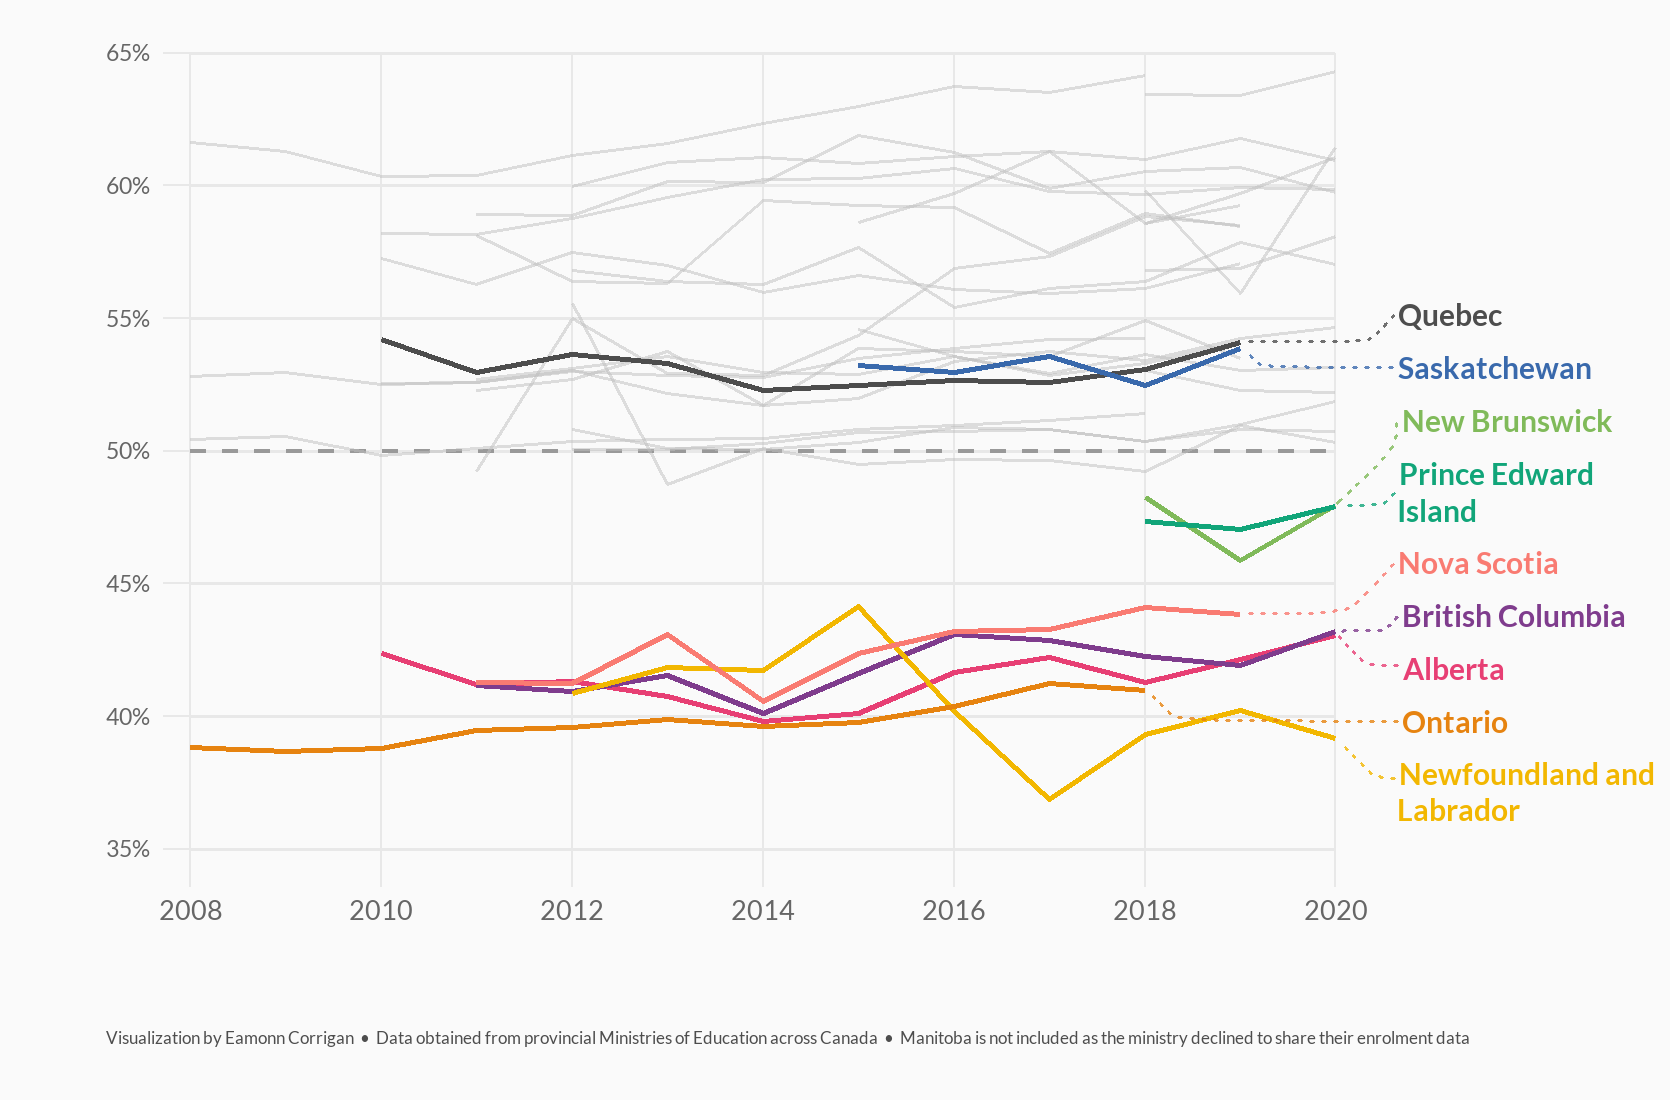 65%
60%
55%
50%
45%
40%
35%
Quebec
Saskatchewan
New Brunswick
Prince Edward
Island
Nova Scotia
British Columbia
Alberta
Ontario
Newfoundland and
Labrador
2008 2010 2012 2014 2016 2018 2020
Visualization by Eamonn Corrigan • Data obtained from provincial Ministries of Education across Canada • Manitoba is not included as the ministry declined to share their enrolment data